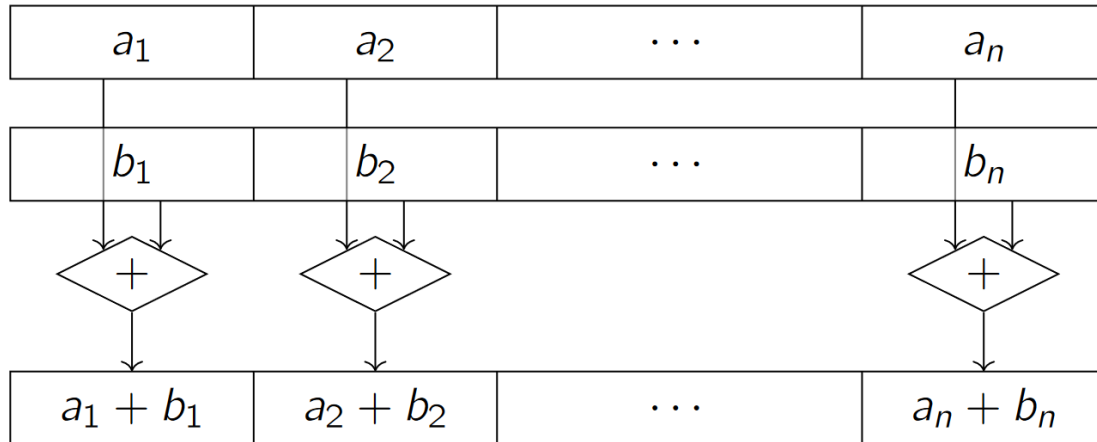 a₁ a₂ ⋯ aₙ
b₁ b₂ ⋯ bₙ
+ + +
a₁ + b₁ a₂ + b₂ ⋯ aₙ + bₙ